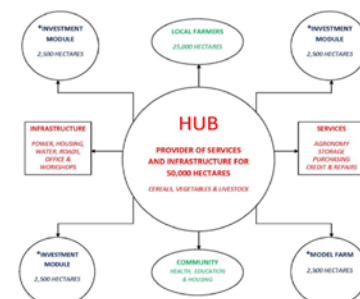 *INVESTMENT
MODULE
2,500 HECTARES
LOCAL FARMERS
25,000 HECTARES
*INVESTMENT
MODULE
2,500 HECTARES
INFRASTRUCTURE
POWER, HOUSING,
WATER, ROADS,
OFFICE &
WORKSHOPS
HUB
PROVIDER OF SERVICES
AND INFRASTRUCTURE FOR
50,000 HECTARES
CEREALS, VEGETABLES & LIVESTOCK
SERVICES
AGRONOMY
STORAGE
PURCHASING
CREDIT & REPAIRS
*INVESTMENT
MODULE
2,500 HECTARES
COMMUNITY
HEALTH, EDUCATION
& HOUSING
*MODEL FARM
2,500 HECTARES